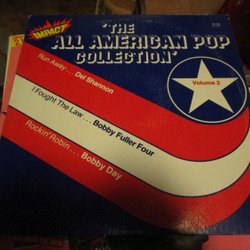 IMPACT
'THE
ALL AMERICAN POP
COLLECTION'
Volume 2
Run Away... Del Shannon
I Fought The Law... Bobby Fuller Four
Rockin' Robin... Bobby Day